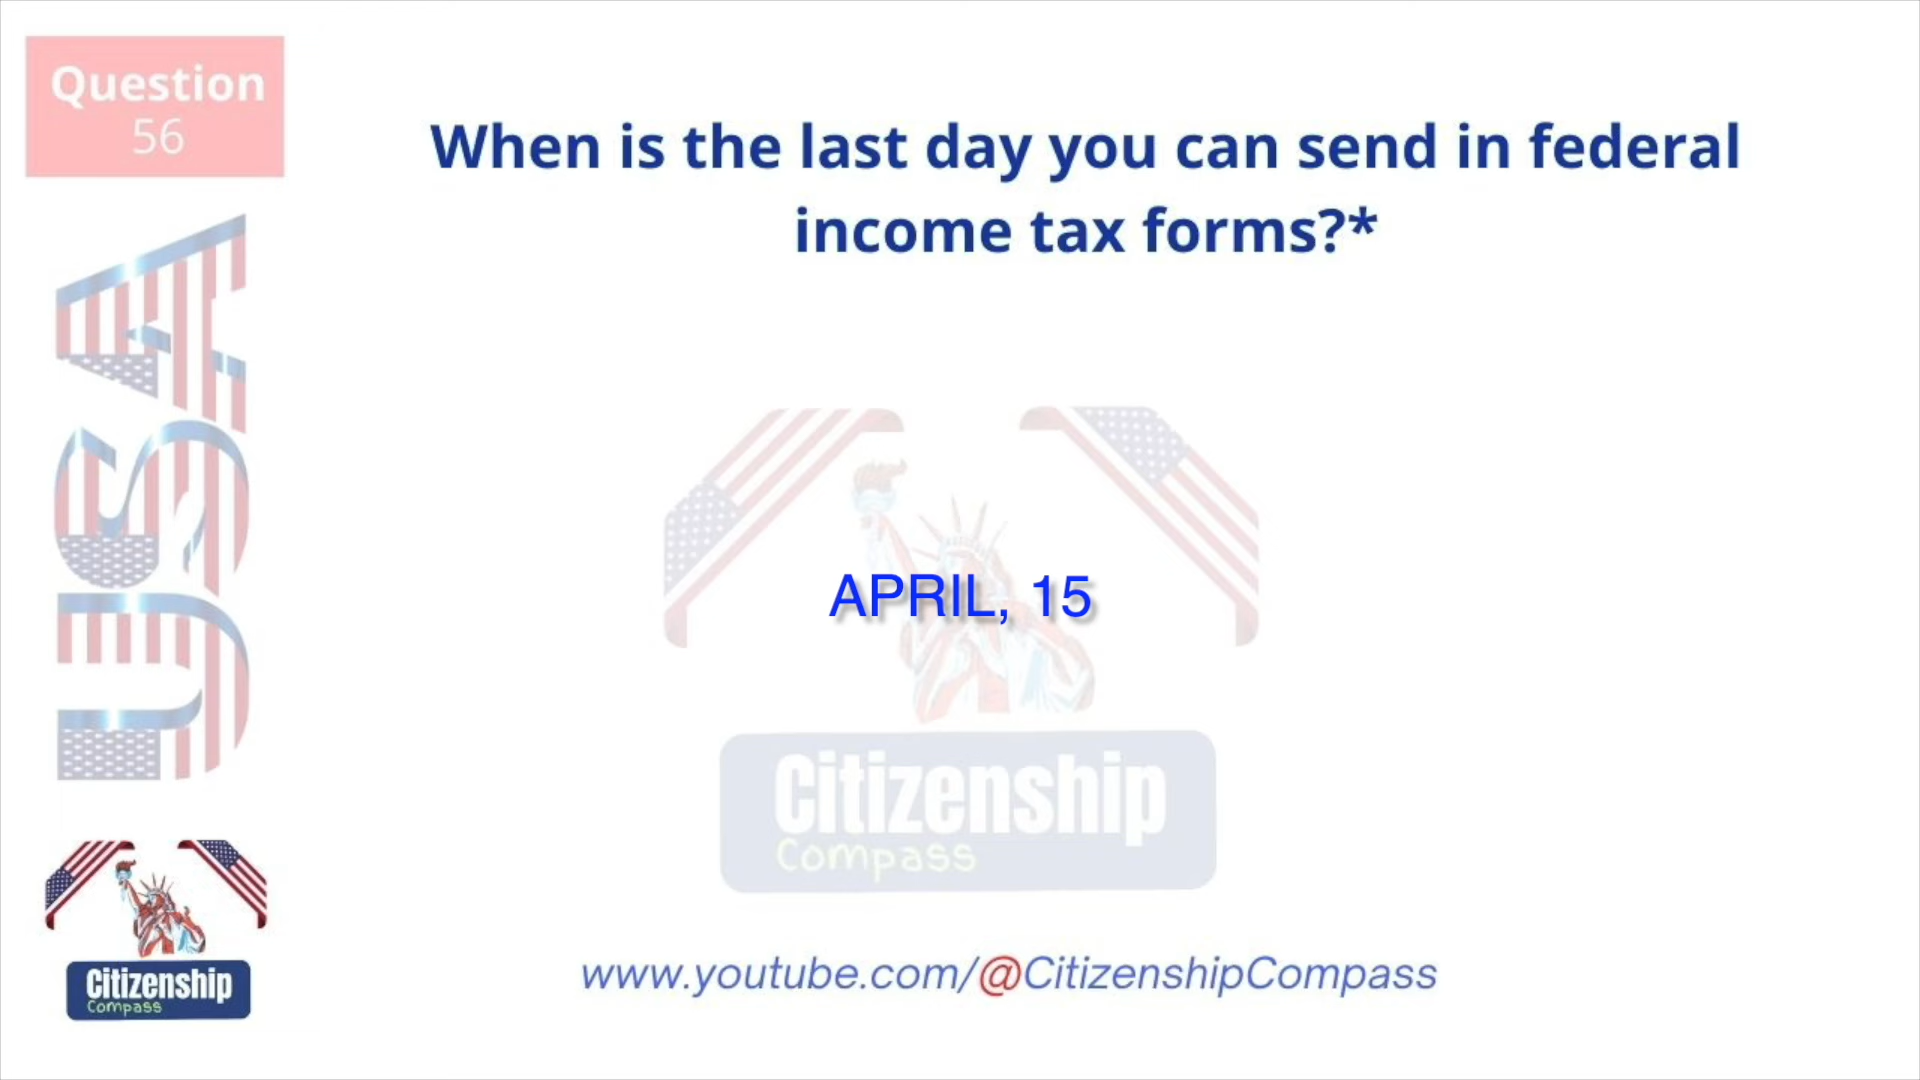 Question
56
When is the last day you can send in federal
income tax forms?*
APRIL, 15
Citizenship
Compass
Citizenship
Compass
www.youtube.com/@CitizenshipCompass
USA